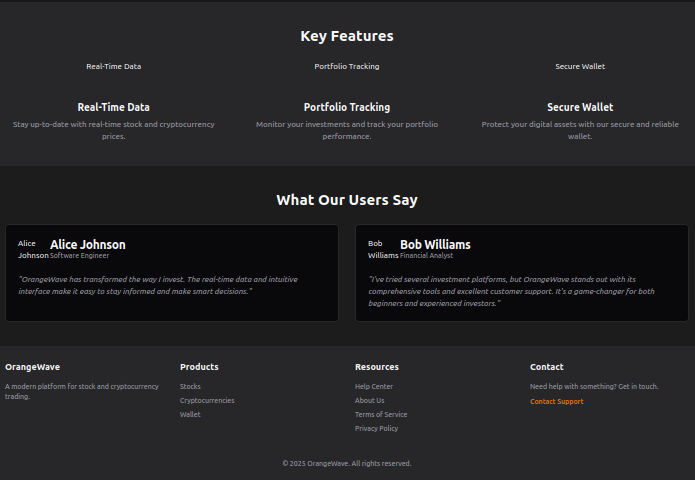 Key Features
Real-Time Data
Portfolio Tracking
Secure Wallet
Real-Time Data
Stay up-to-date with real-time stock and cryptocurrency
prices.
Portfolio Tracking
Monitor your investments and track your portfolio
performance.
Secure Wallet
Protect your digital assets with our secure and reliable
wallet.
What Our Users Say
Alice
Johnson
Alice Johnson
Software Engineer
"OrangeWave has transformed the way I invest. The real-time data and intuitive
interface make it easy to stay informed and make smart decisions."
Bob
Williams
Bob Williams
Financial Analyst
"I've tried several investment platforms, but OrangeWave stands out with its
comprehensive tools and excellent customer support. It's a game-changer for both
beginners and experienced investors."
OrangeWave
A modern platform for stock and cryptocurrency
trading.
Products
Stocks
Cryptocurrencies
Wallet
Resources
Help Center
About Us
Terms of Service
Privacy Policy
Contact
Need help with something? Get in touch.
Contact Support
© 2025 OrangeWave. All rights reserved.